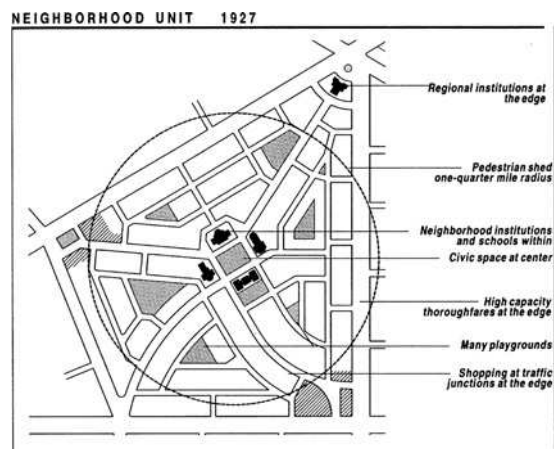 NEIGHBORHOOD UNIT 1927
Regional institutions at
the edge
Pedestrian shed
one-quarter mile radius
Neighborhood institutions
and schools within
Civic space at center
High capacity
thoroughfares at the edge
Many playgrounds
Shopping at traffic
junctions at the edge